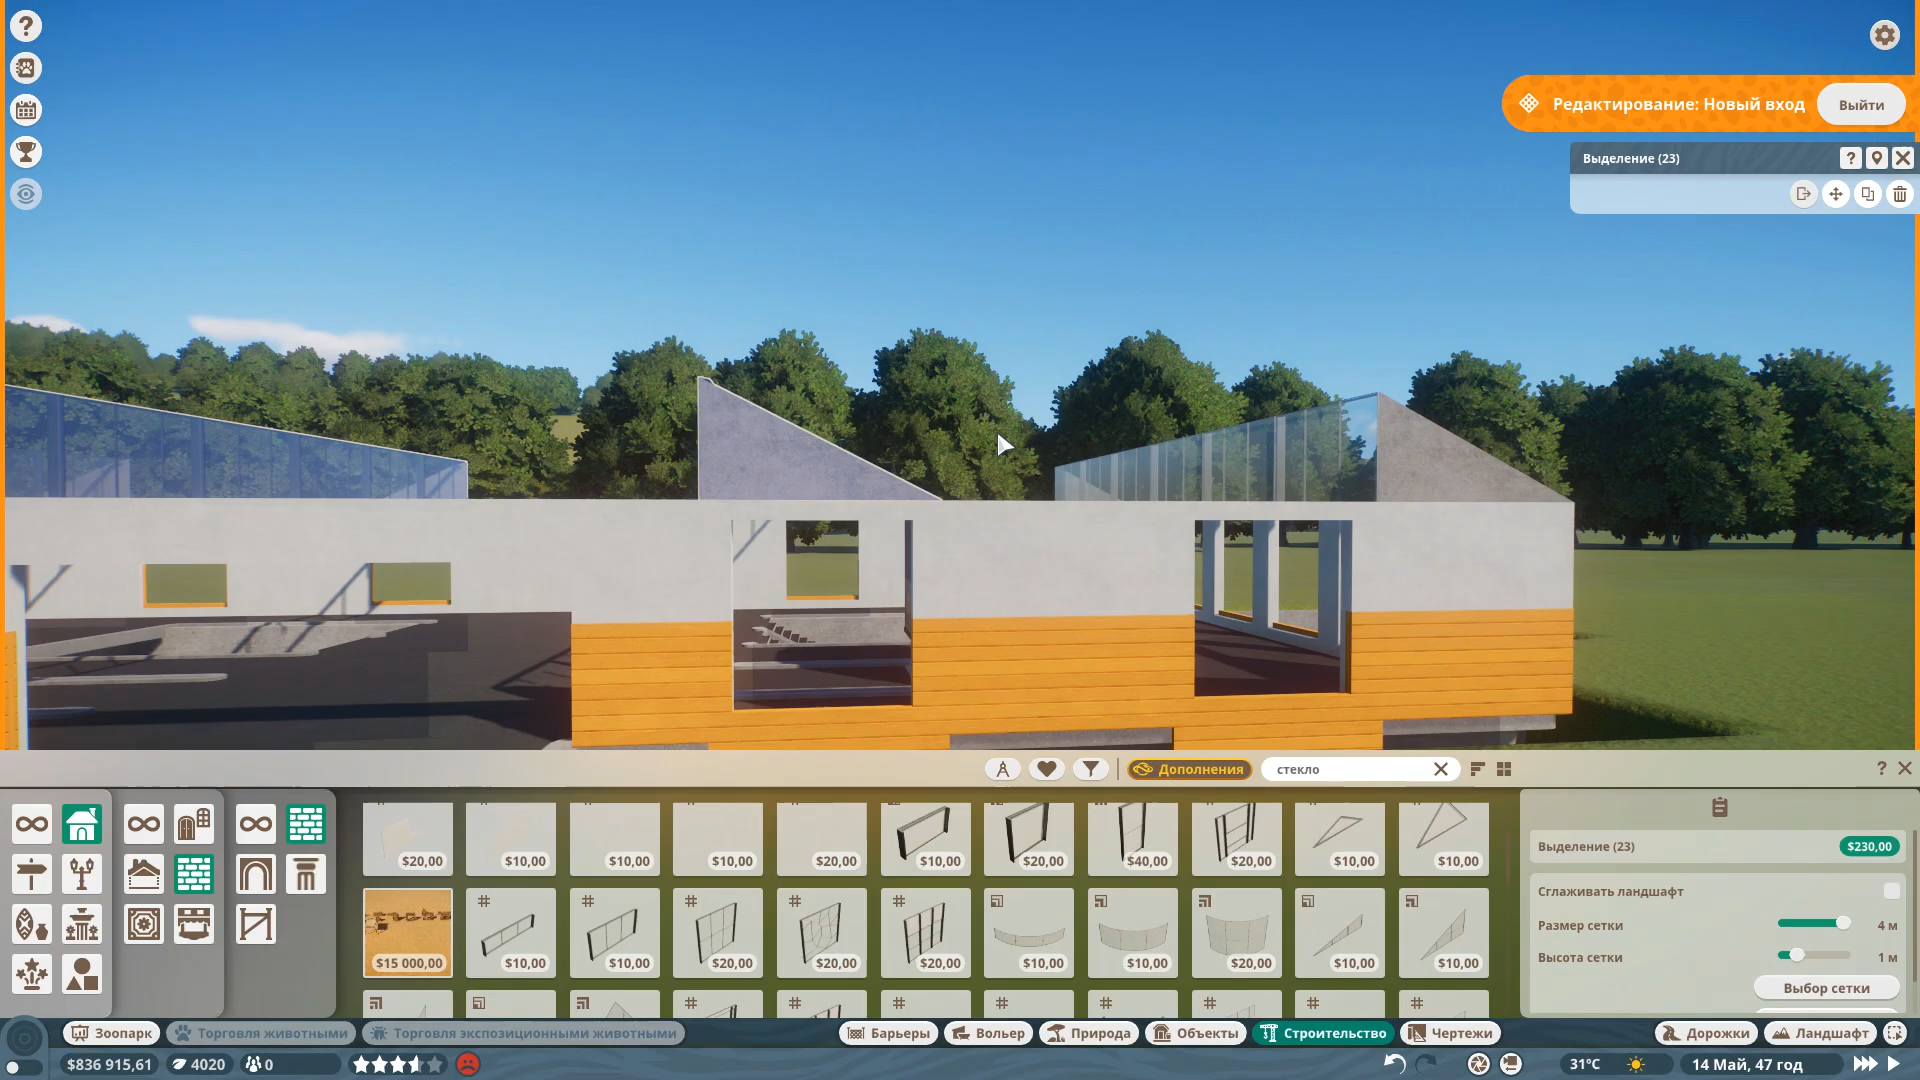 ?
Редактирование: Новый вход
Выйти
Выделение (23)
?
Дополнения
стекло
?
$20,00
$10,00
$10,00
$10,00
$20,00
$10,00
$20,00
$40,00
$20,00
$10,00
$10,00
$15 000,00
$10,00
$10,00
$20,00
$20,00
$20,00
$10,00
$10,00
$20,00
$10,00
$10,00
Выделение (23)
$230,00
Сглаживать ландшафт
Размер сетки
4 м
Высота сетки
1 м
Выбор сетки
Зоопарк
Торговля животными
Торговля экспозиционными животными
Барьеры
Вольер
Природа
Объекты
Строительство
Чертежи
Дорожки
Ландшафт
$836 915,61
4020
0
31°C
14 Май, 47 год